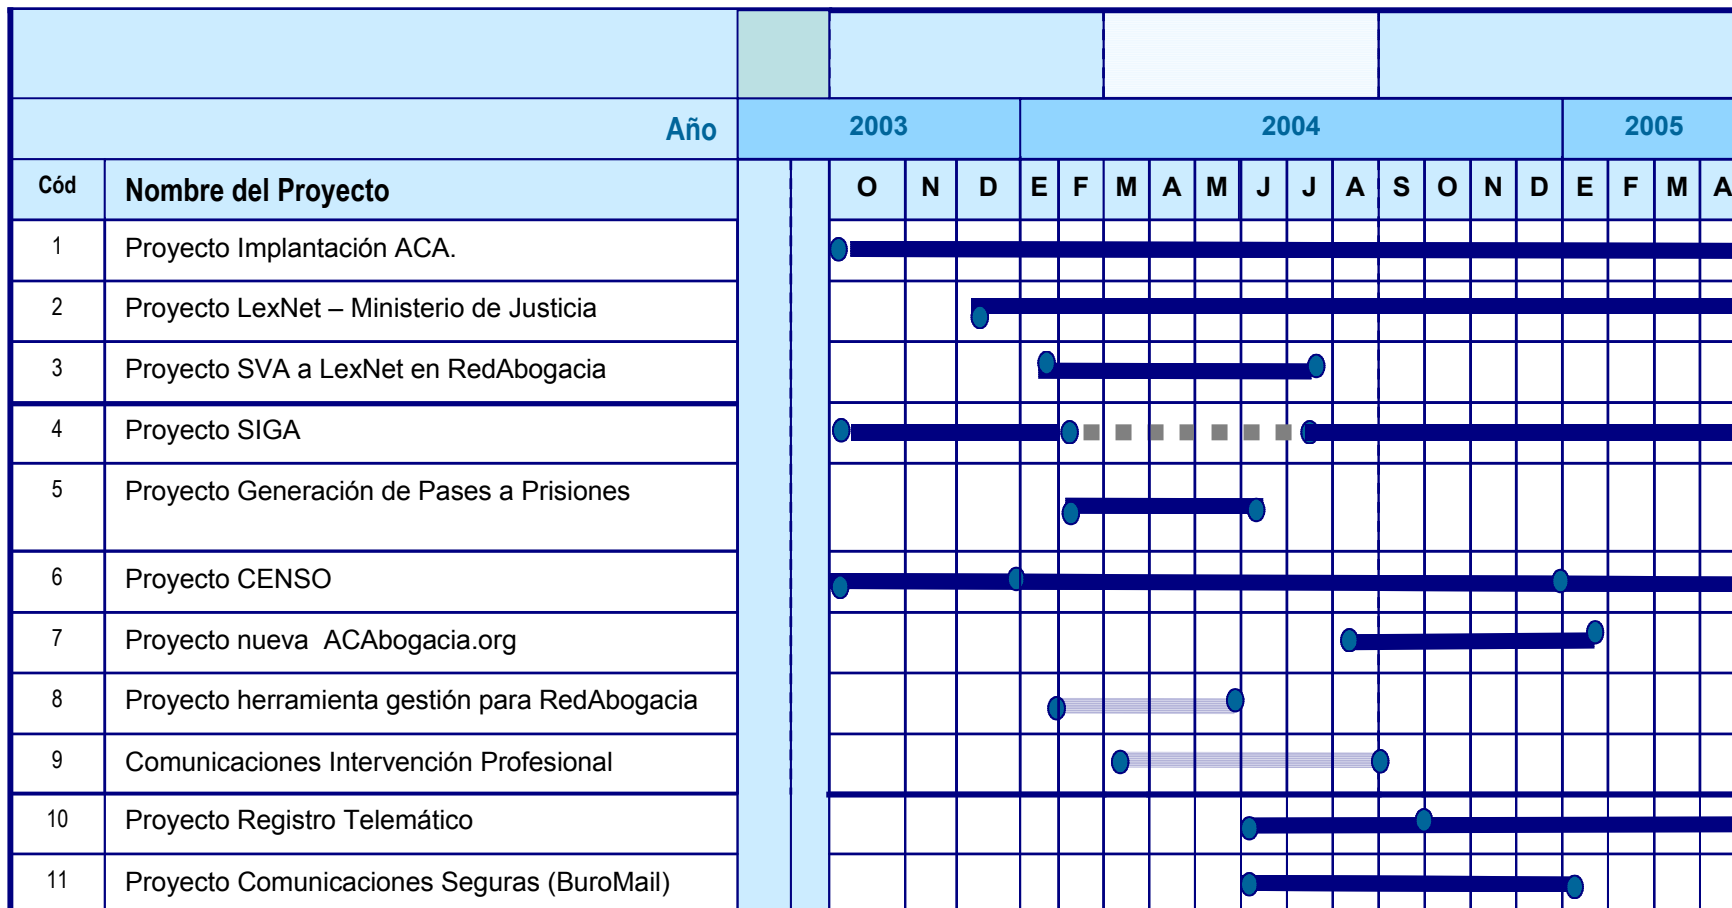 Año 2003 2004 2005
Cód Nombre del Proyecto O N D E F M A M J J A S O N D E F M A
1 Proyecto Implantación ACA.
2 Proyecto LexNet – Ministerio de Justicia
3 Proyecto SVA a LexNet en RedAbogacia
4 Proyecto SIGA
5 Proyecto Generación de Pases a Prisiones
6 Proyecto CENSO
7 Proyecto nueva  ACAbogacia.org
8 Proyecto herramienta gestión para RedAbogacia
9 Comunicaciones Intervención Profesional
10 Proyecto Registro Telemático
11 Proyecto Comunicaciones Seguras (BuroMail)